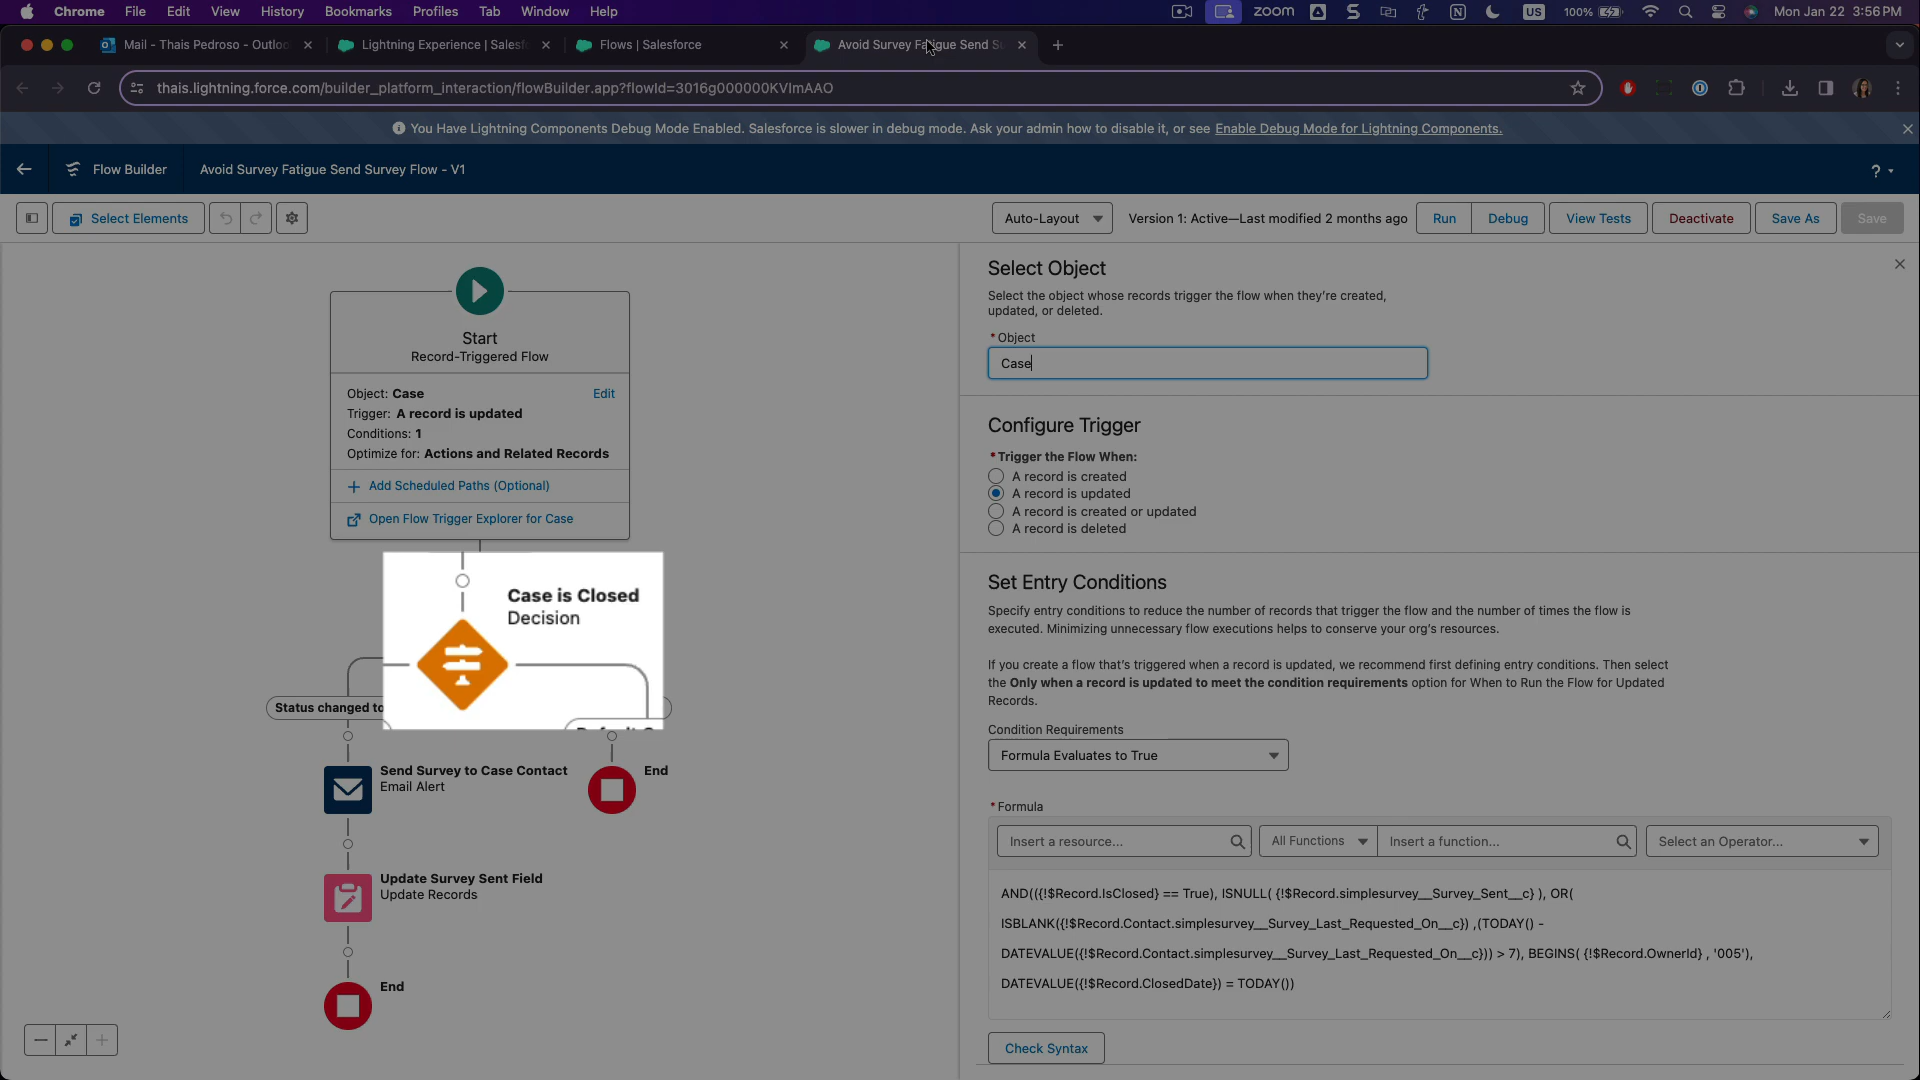 Chrome File Edit View History Bookmarks Profiles Tab Window Help
zoom US 100% Mon Jan 22 3:56 PM
Mail - Thais Pedroso - Outlo
Lightning Experience | Salesf
Flows | Salesforce
Avoid Survey Fatigue Send S
thais.lightning.force.com/builder_platform_interaction/flowBuilder.app?flowId=3016g000000KVlmAAO
You Have Lightning Components Debug Mode Enabled. Salesforce is slower in debug mode. Ask your admin how to disable it, or see Enable Debug Mode for Lightning Components.
Flow Builder
Avoid Survey Fatigue Send Survey Flow - V1
?
Select Elements
Auto-Layout
Version 1: Active—Last modified 2 months ago
Run
Debug
View Tests
Deactivate
Save As
Save
Start
Record-Triggered Flow
Object: Case
Edit
Trigger: A record is updated
Conditions: 1
Optimize for: Actions and Related Records
Add Scheduled Paths (Optional)
Open Flow Trigger Explorer for Case
Case is Closed
Decision
Status changed to
Send Survey to Case Contact
Email Alert
End
Update Survey Sent Field
Update Records
End
Select Object
Select the object whose records trigger the flow when they're created,
updated, or deleted.
* Object
Case
Configure Trigger
* Trigger the Flow When:
A record is created
A record is updated
A record is created or updated
A record is deleted
Set Entry Conditions
Specify entry conditions to reduce the number of records that trigger the flow and the number of times the flow is
executed. Minimizing unnecessary flow executions helps to conserve your org's resources.
If you create a flow that's triggered when a record is updated, we recommend first defining entry conditions. Then select
the Only when a record is updated to meet the condition requirements option for When to Run the Flow for Updated
Records.
Condition Requirements
Formula Evaluates to True
* Formula
Insert a resource...
All Functions
Insert a function...
Select an Operator...
AND(({!$Record.IsClosed} == True), ISNULL( {!$Record.simplesurvey__Survey_Sent__c} ), OR(
ISBLANK({!$Record.Contact.simplesurvey__Survey_Last_Requested_On__c}) ,(TODAY() -
DATEVALUE({!$Record.Contact.simplesurvey__Survey_Last_Requested_On__c})) > 7), BEGINS( {!$Record.OwnerId} , '005'),
DATEVALUE({!$Record.ClosedDate}) = TODAY())
Check Syntax